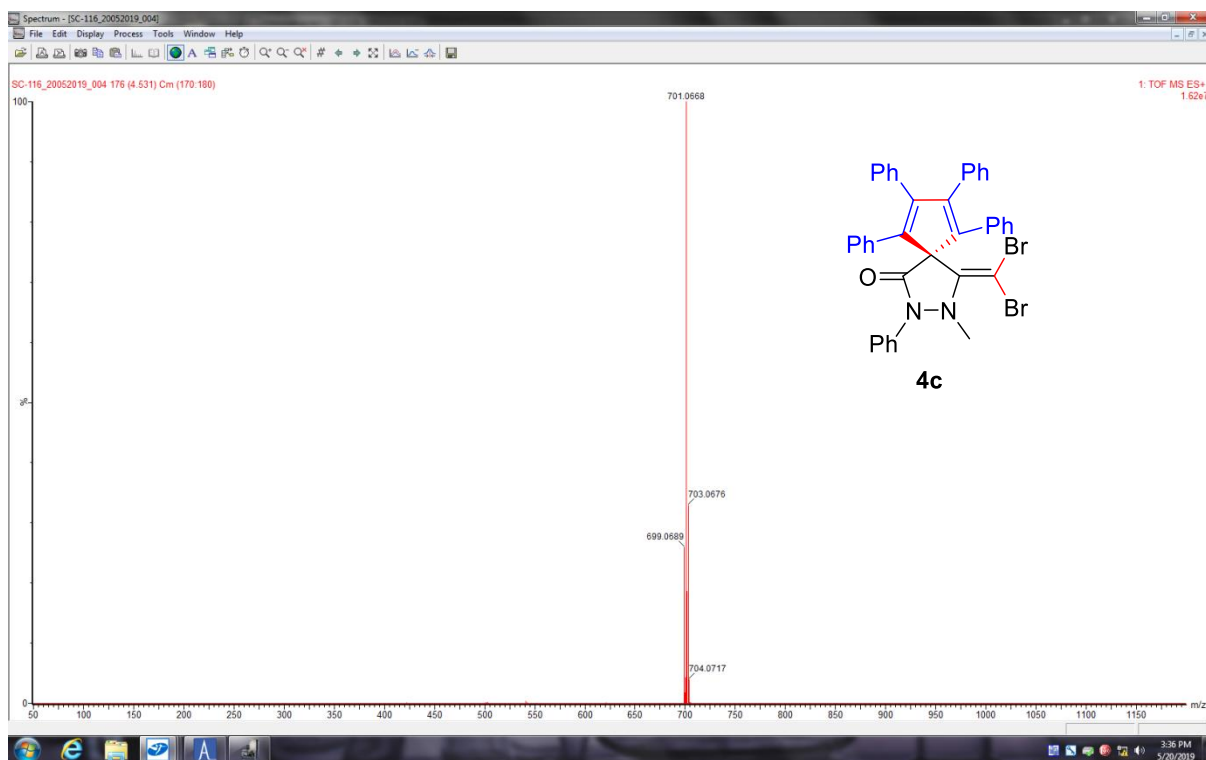 Spectrum - [SC-116_20052019_004]
File Edit Display Process Tools Window Help
SC-116_20052019_004 176 (4.531) Cm (170:180)
1: TOF MS ES+
1.62e7
100
701.0668
%
703.0676
699.0689
704.0717
0
50 100 150 200 250 300 350 400 450 500 550 600 650 700 750 800 850 900 950 1000 1050 1100 1150
m/z
Ph Ph
Ph Ph
Br
O
Br
N N
Ph
4c
3:36 PM
5/20/2019